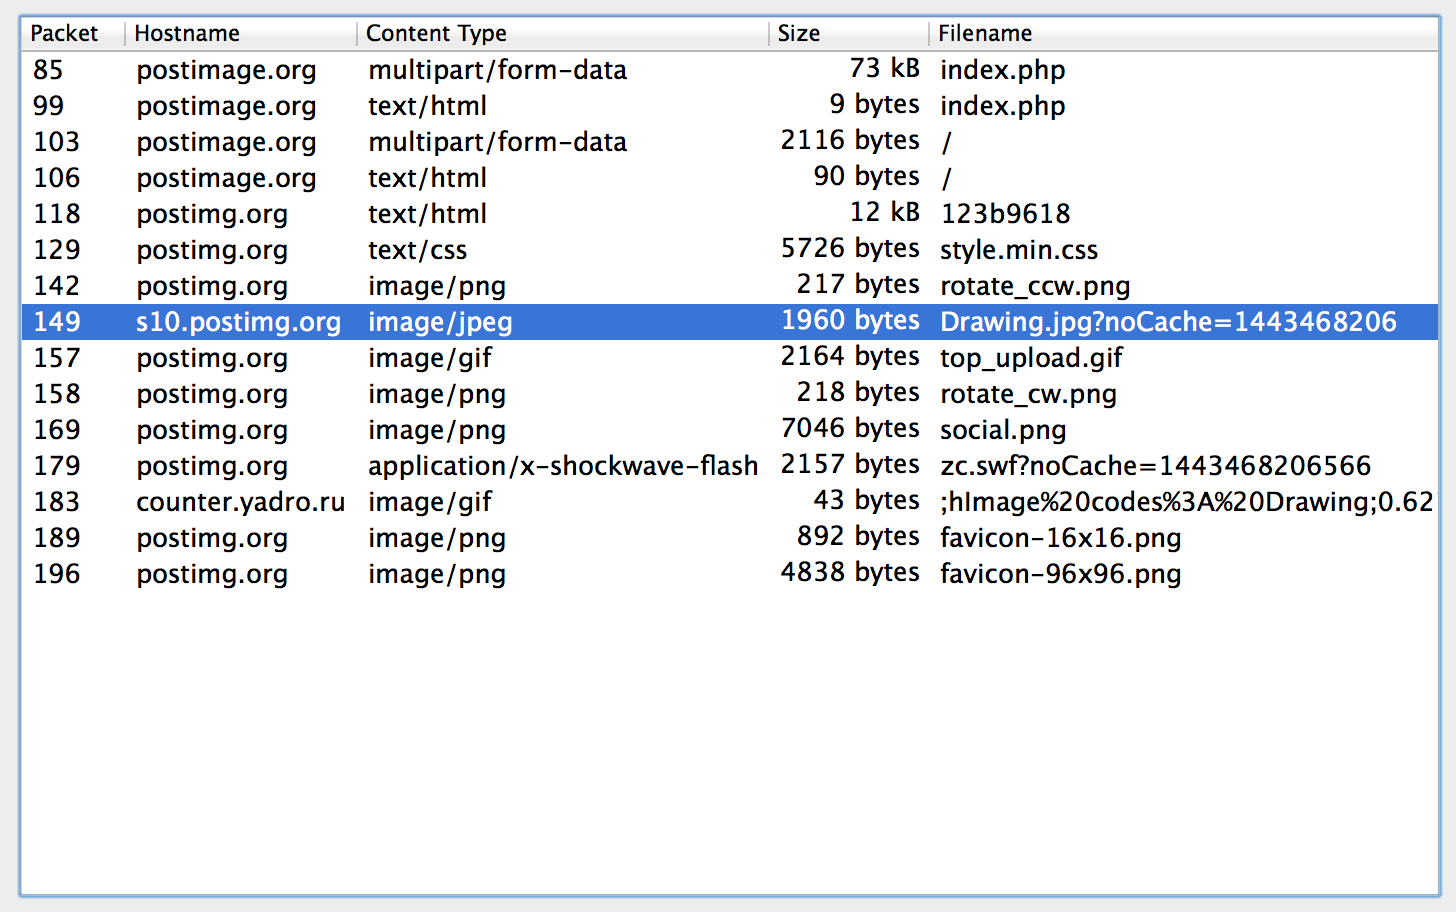 Packet Hostname Content Type Size Filename
85 postimage.org multipart/form-data 73 kB index.php
99 postimage.org text/html 9 bytes index.php
103 postimage.org multipart/form-data 2116 bytes /
106 postimage.org text/html 90 bytes /
118 postimg.org text/html 12 kB 123b9618
129 postimg.org text/css 5726 bytes style.min.css
142 postimg.org image/png 217 bytes rotate_ccw.png
149 s10.postimg.org image/jpeg 1960 bytes Drawing.jpg?noCache=1443468206
157 postimg.org image/gif 2164 bytes top_upload.gif
158 postimg.org image/png 218 bytes rotate_cw.png
169 postimg.org image/png 7046 bytes social.png
179 postimg.org application/x-shockwave-flash 2157 bytes zc.swf?noCache=1443468206566
183 counter.yadro.ru image/gif 43 bytes ;hImage%20codes%3A%20Drawing;0.62
189 postimg.org image/png 892 bytes favicon-16x16.png
196 postimg.org image/png 4838 bytes favicon-96x96.png